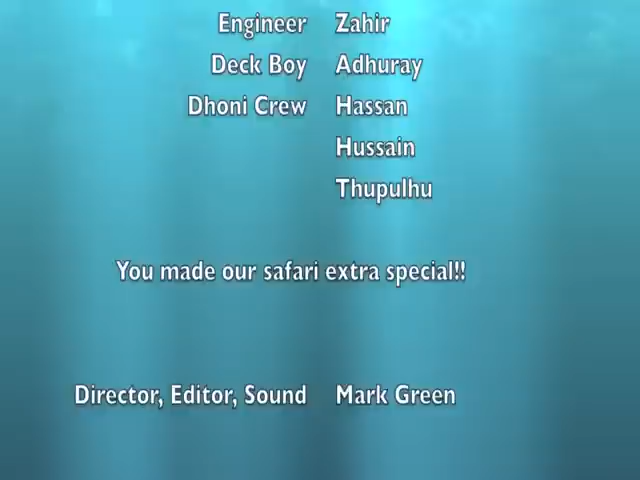 Engineer Zahir
Deck Boy Adhuray
Dhoni Crew Hassan
Hussain
Thupulhu
You made our safari extra special!!
Director, Editor, Sound Mark Green